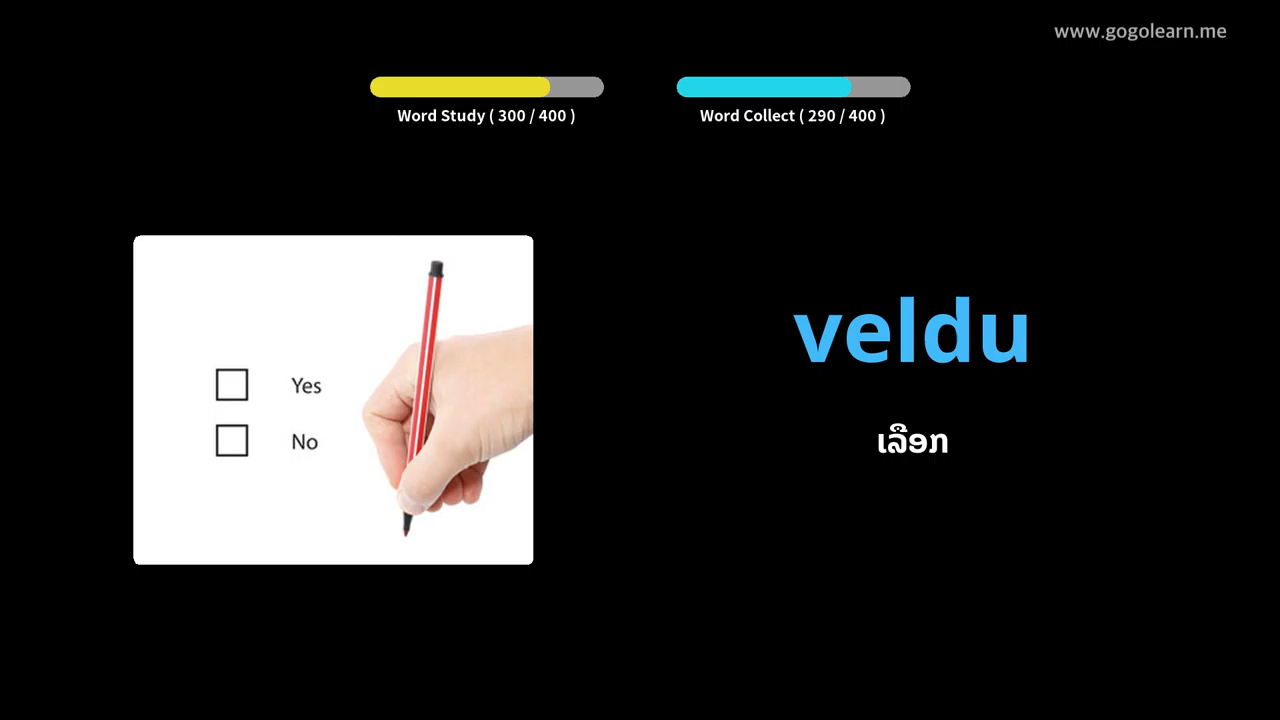 www.gogolearn.me
Word Study ( 300 / 400 )
Word Collect ( 290 / 400 )
Yes
No
veldu
ເລືອກ